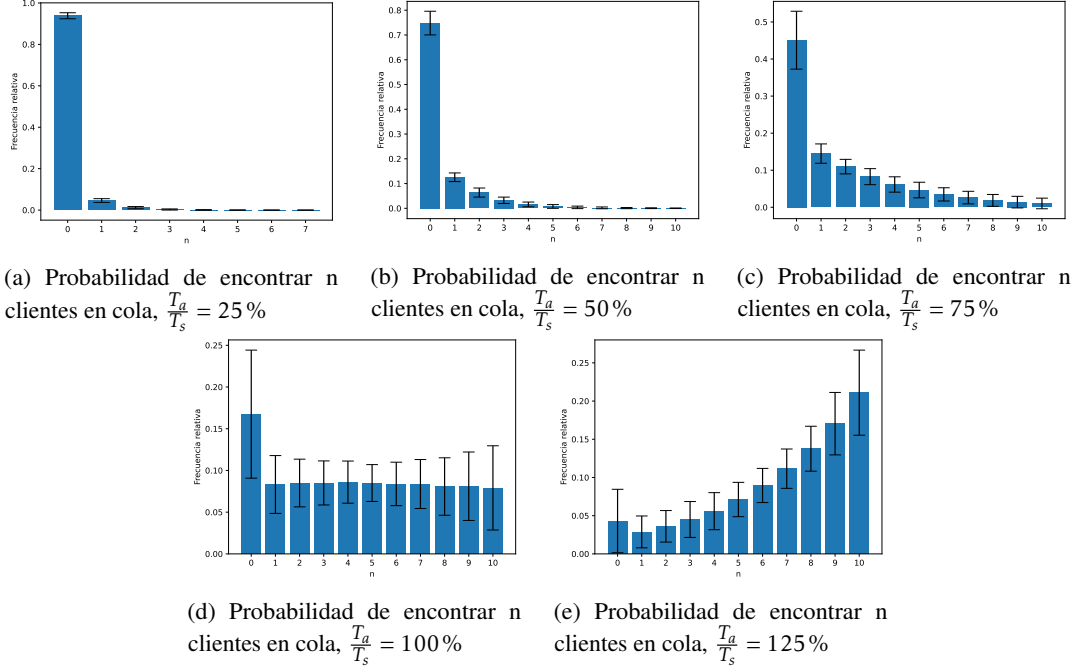 1.0
0.8
0.6
0.4
0.2
0.0
Frecuencia relativa
0 1 2 3 4 5 6 7
n
(a) Probabilidad de encontrar n
clientes en cola, T_a/T_s = 25 %
0.8
0.7
0.6
0.5
0.4
0.3
0.2
0.1
0.0
Frecuencia relativa
0 1 2 3 4 5 6 7 8 9 10
n
(b) Probabilidad de encontrar n
clientes en cola, T_a/T_s = 50 %
0.5
0.4
0.3
0.2
0.1
0.0
Frecuencia relativa
0 1 2 3 4 5 6 7 8 9 10
n
(c) Probabilidad de encontrar n
clientes en cola, T_a/T_s = 75 %
0.25
0.20
0.15
0.10
0.05
0.00
Frecuencia relativa
0 1 2 3 4 5 6 7 8 9 10
n
(d) Probabilidad de encontrar n
clientes en cola, T_a/T_s = 100 %
0.25
0.20
0.15
0.10
0.05
0.00
Frecuencia relativa
0 1 2 3 4 5 6 7 8 9 10
n
(e) Probabilidad de encontrar n
clientes en cola, T_a/T_s = 125 %